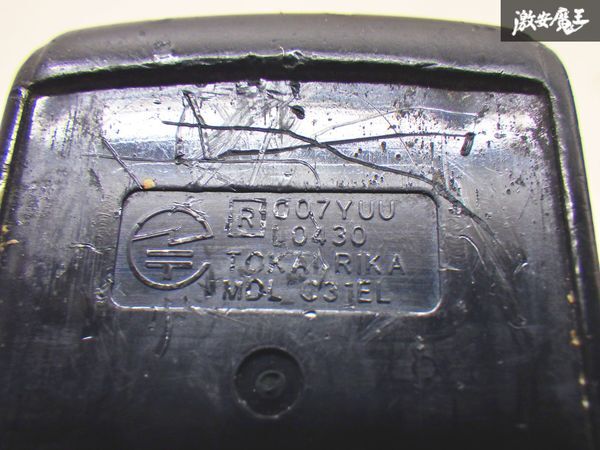 激安魔王
R 007YUU
L0430
TOKAI RIKA
MDL C31EL